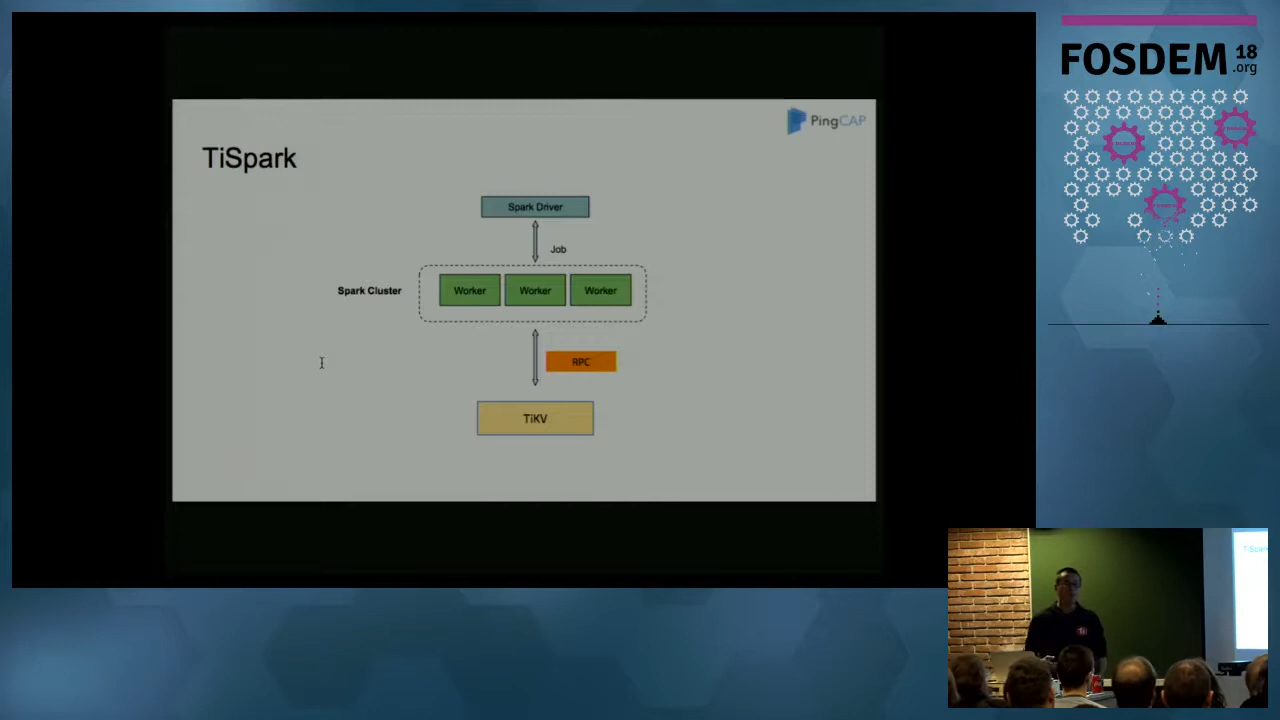 FOSDEM 18
.org
PingCAP
TiSpark
Spark Driver
Job
Spark Cluster
Worker Worker Worker
RPC
TiKV